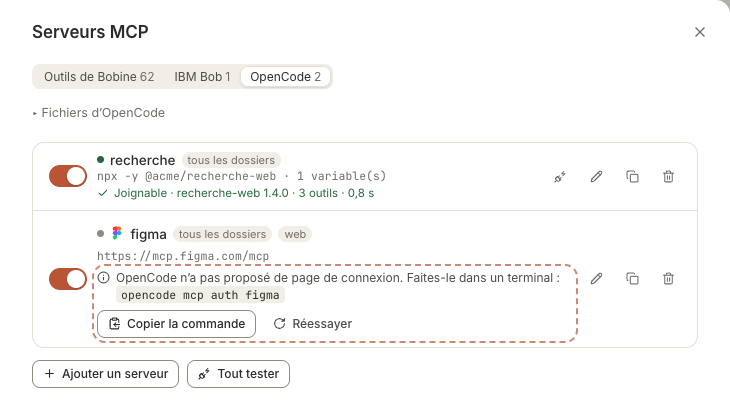 Serveurs MCP
Outils de Bobine 62 IBM Bob 1 OpenCode 2
Fichiers d’OpenCode
recherche tous les dossiers
npx -y @acme/recherche-web · 1 variable(s)
Joignable · recherche-web 1.4.0 · 3 outils · 0,8 s
figma tous les dossiers web
https://mcp.figma.com/mcp
OpenCode n’a pas proposé de page de connexion. Faites-le dans un terminal :
opencode mcp auth figma
Copier la commande Réessayer
Ajouter un serveur Tout tester